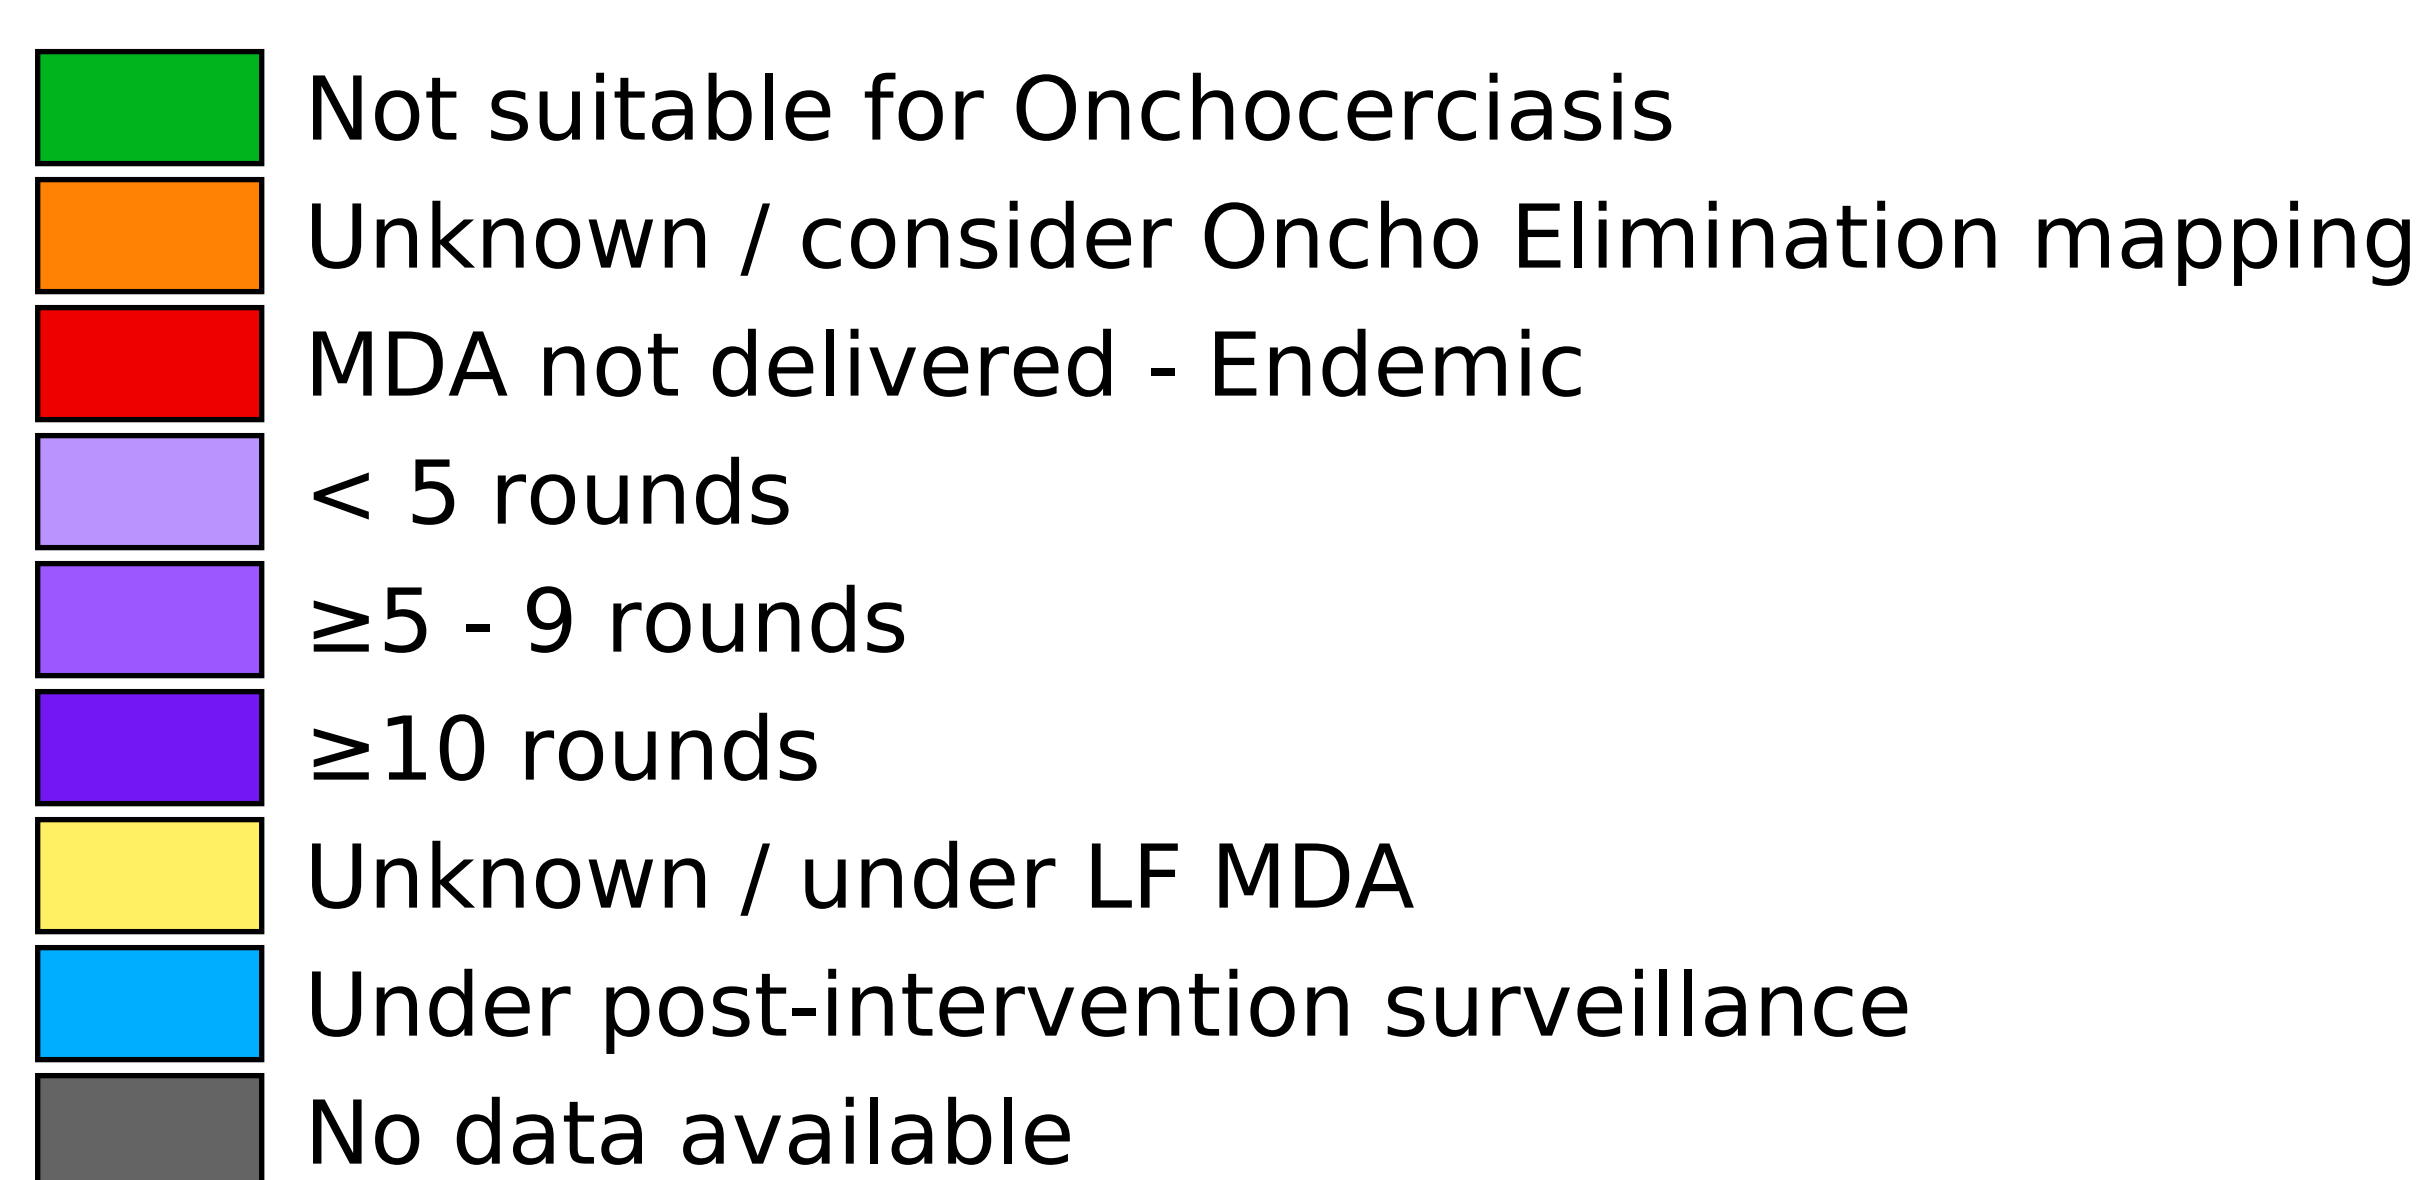 Not suitable for Onchocerciasis
Unknown / consider Oncho Elimination mapping
MDA not delivered - Endemic
< 5 rounds
≥5 - 9 rounds
≥10 rounds
Unknown / under LF MDA
Under post-intervention surveillance
No data available